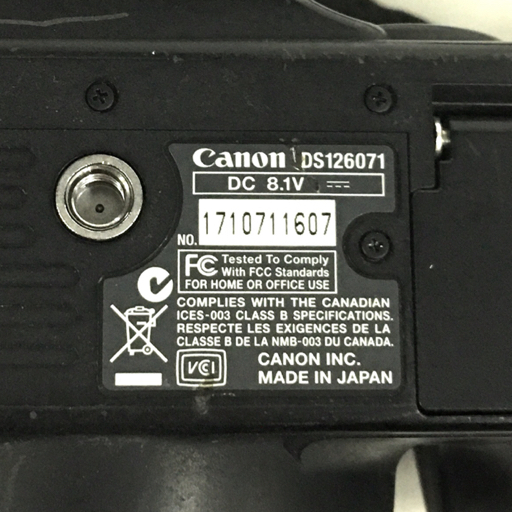 Canon DS126071
DC 8.1V
NO. 1710711607
FC Tested To Comply
With FCC Standards
FOR HOME OR OFFICE USE
COMPLIES WITH THE CANADIAN
ICES-003 CLASS B SPECIFICATIONS.
RESPECTE LES EXIGENCES DE LA
CLASSE B DE LA NMB-003 DU CANADA.
VCI
CANON INC.
MADE IN JAPAN